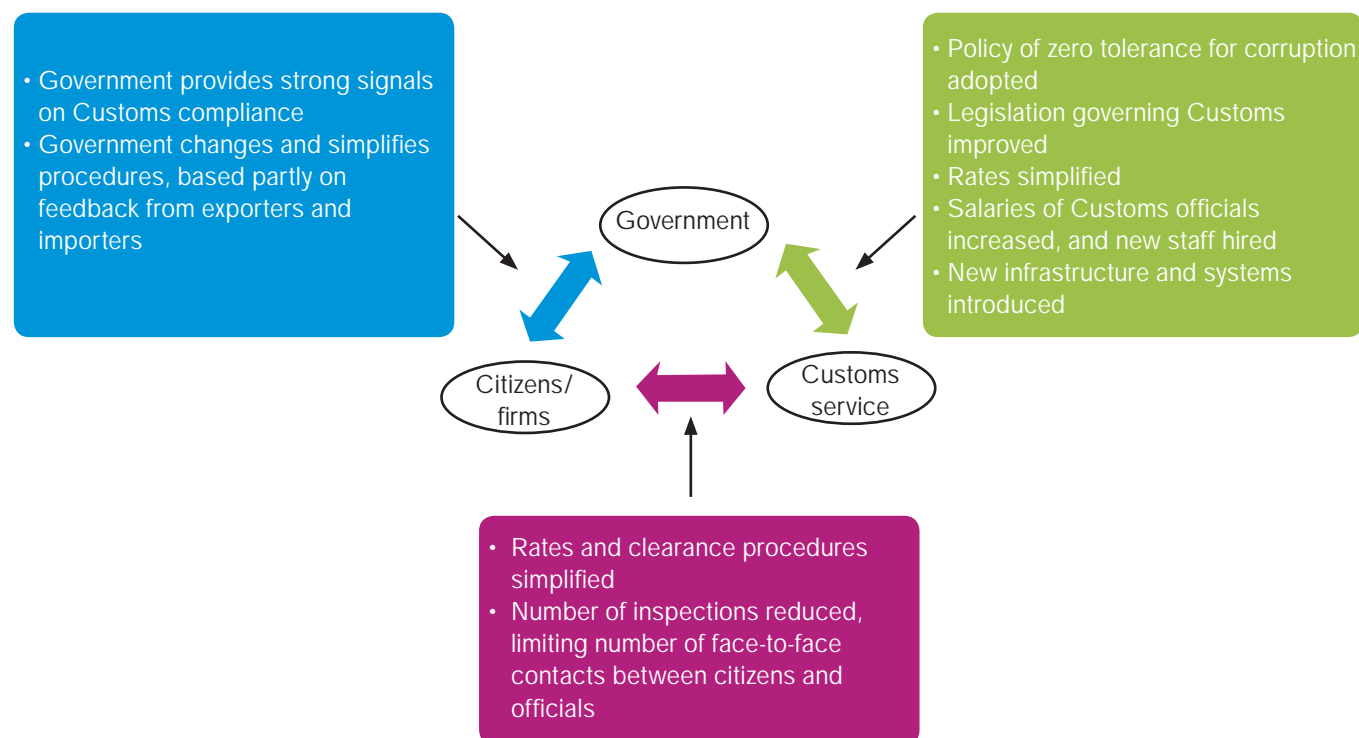 • Government provides strong signals
on Customs compliance
• Government changes and simplifies
procedures, based partly on
feedback from exporters and
importers
• Policy of zero tolerance for corruption
adopted
• Legislation governing Customs
improved
• Rates simplified
• Salaries of Customs officials
increased, and new staff hired
• New infrastructure and systems
introduced
Government
Citizens/
firms
Customs
service
• Rates and clearance procedures
simplified
• Number of inspections reduced,
limiting number of face-to-face
contacts between citizens and
officials